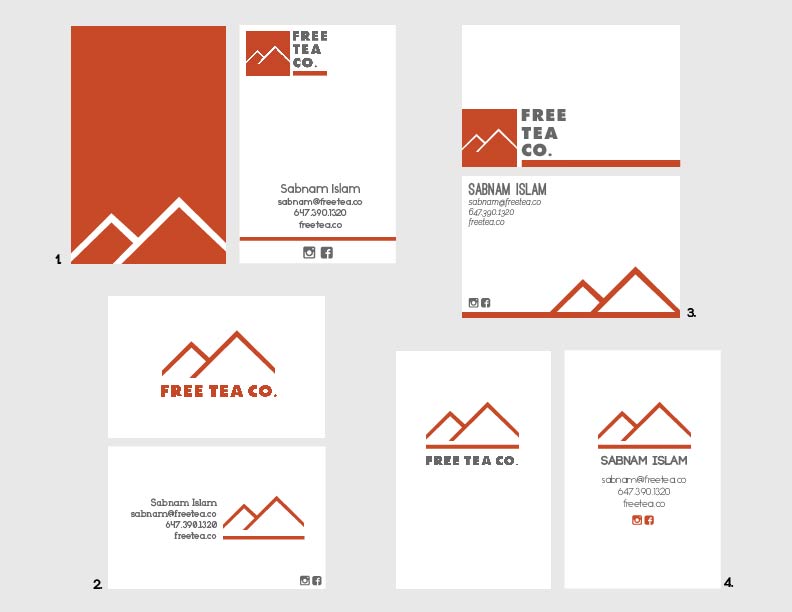 FREE
TEA
CO.
Sabnam Islam
sabnam@freetea.co
647.390.1320
freetea.co
1.
FREE
TEA
CO.
SABNAM ISLAM
sabnam@freetea.co
647.390.1320
freetea.co
3.
FREE TEA CO.
Sabnam Islam
sabnam@freetea.co
647.390.1320
freetea.co
2.
FREE TEA CO.
SABNAM ISLAM
sabnam@freetea.co
647.390.1320
freetea.co
4.